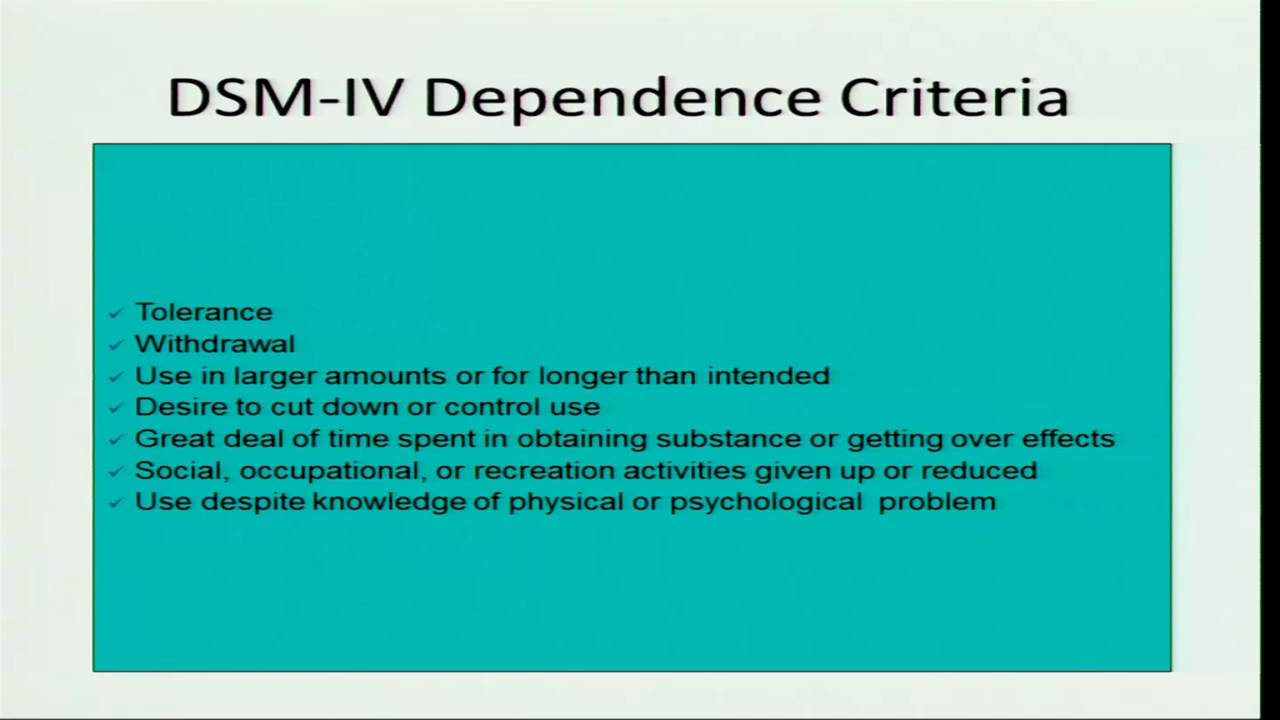 DSM-IV Dependence Criteria
✓ Tolerance
✓ Withdrawal
✓ Use in larger amounts or for longer than intended
✓ Desire to cut down or control use
✓ Great deal of time spent in obtaining substance or getting over effects
✓ Social, occupational, or recreation activities given up or reduced
✓ Use despite knowledge of physical or psychological  problem